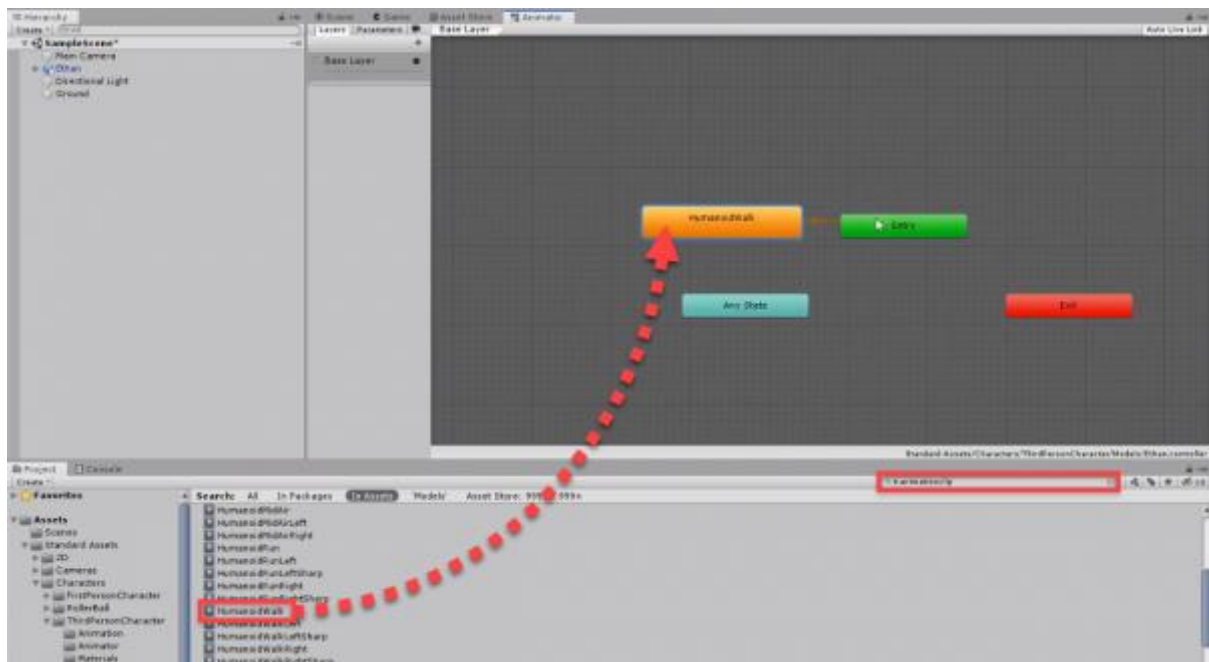 Hierarchy
Scene
Game
Asset Store
Animator
Create
Layers
Parameters
Base Layer
Auto Live Link
SampleScene*
Main Camera
Ethan
Directional Light
Ground
Base Layer
HumanoidWalk
Entry
Any State
Exit
Standard Assets/Characters/ThirdPersonCharacter/Models/Ethan.controller
Project
Console
Create
Favorites
Search:
All
In Packages
In Assets
Models
Asset Store:
Assets
Scenes
Standard Assets
2D
Cameras
Characters
FirstPersonCharacter
RollerBall
ThirdPersonCharacter
Animation
Animator
Materials
HumanoidMidAir
HumanoidMidAirLeft
HumanoidMidAirRight
HumanoidRun
HumanoidRunLeft
HumanoidRunLeftSharp
HumanoidRunRight
HumanoidRunRightSharp
HumanoidWalk
HumanoidWalkLeft
HumanoidWalkLeftSharp
HumanoidWalkRight
HumanoidWalkRightSharp